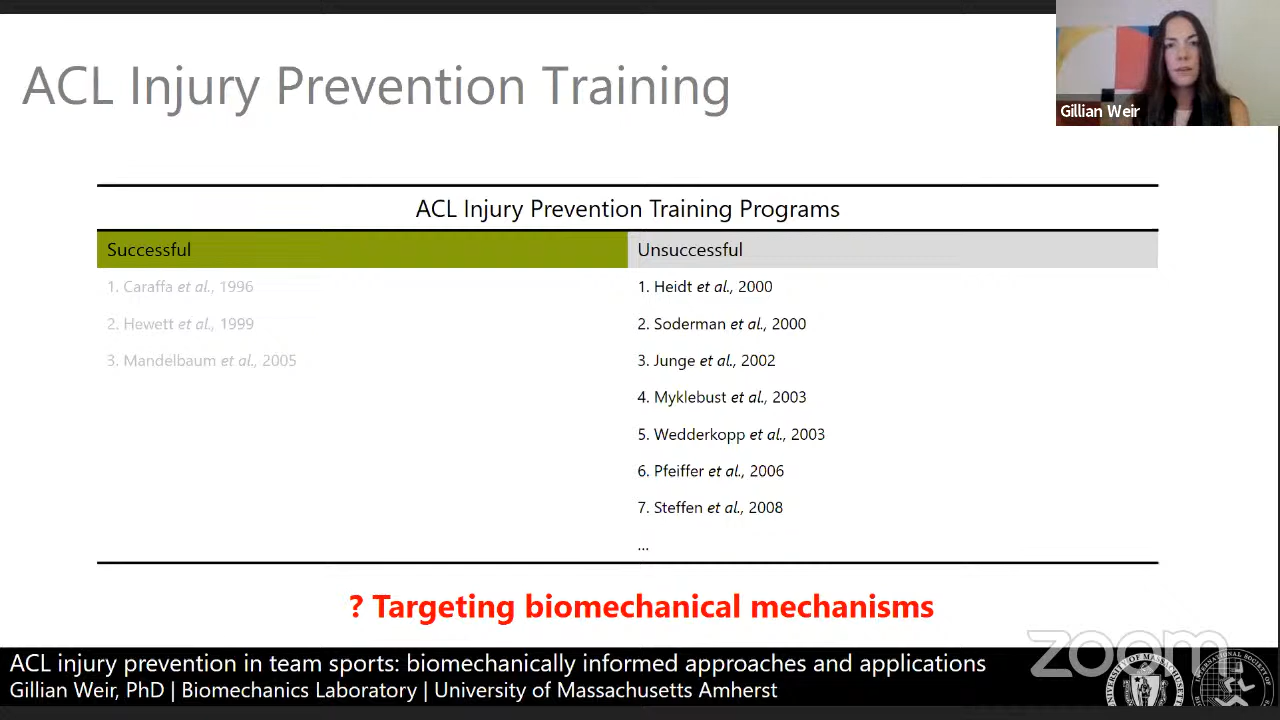 ACL Injury Prevention Training
Gillian Weir
ACL Injury Prevention Training Programs
Successful
Unsuccessful
1. Caraffa et al., 1996
1. Heidt et al., 2000
2. Hewett et al., 1999
2. Soderman et al., 2000
3. Mandelbaum et al., 2005
3. Junge et al., 2002
4. Myklebust et al., 2003
5. Wedderkopp et al., 2003
6. Pfeiffer et al., 2006
7. Steffen et al., 2008
...
? Targeting biomechanical mechanisms
zoom
ACL injury prevention in team sports: biomechanically informed approaches and applications
Gillian Weir, PhD | Biomechanics Laboratory | University of Massachusetts Amherst